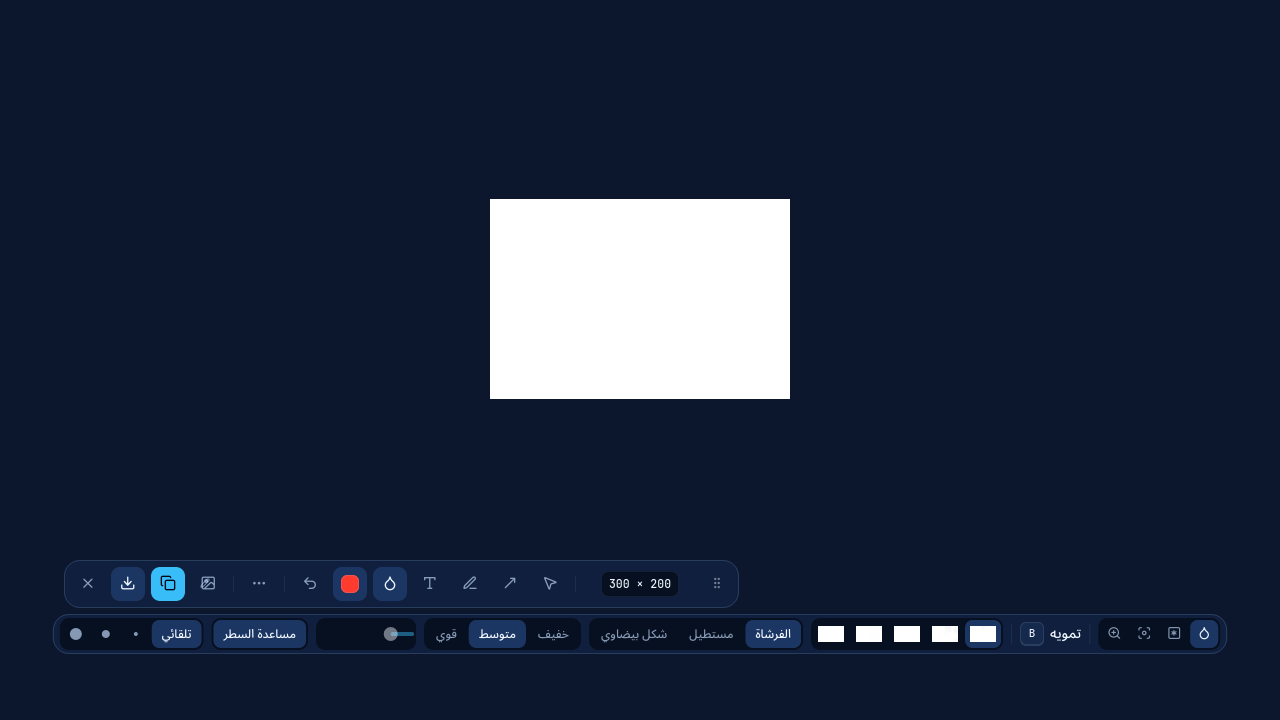 300 × 200
تمويه B
الفرشاة مستطيل شكل بيضاوي
خفيف متوسط قوي
مساعدة السطر
تلقائي